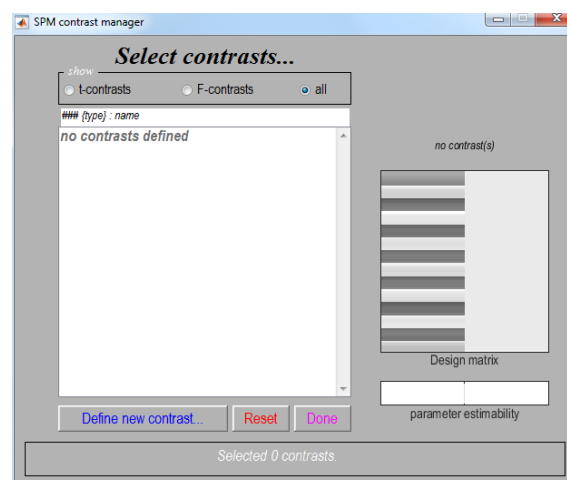 SPM contrast manager
Select contrasts...
show
t-contrasts
F-contrasts
all
### {type} : name
no contrasts defined
no contrast(s)
Design matrix
parameter estimability
Define new contrast...
Reset
Done
Selected 0 contrasts.